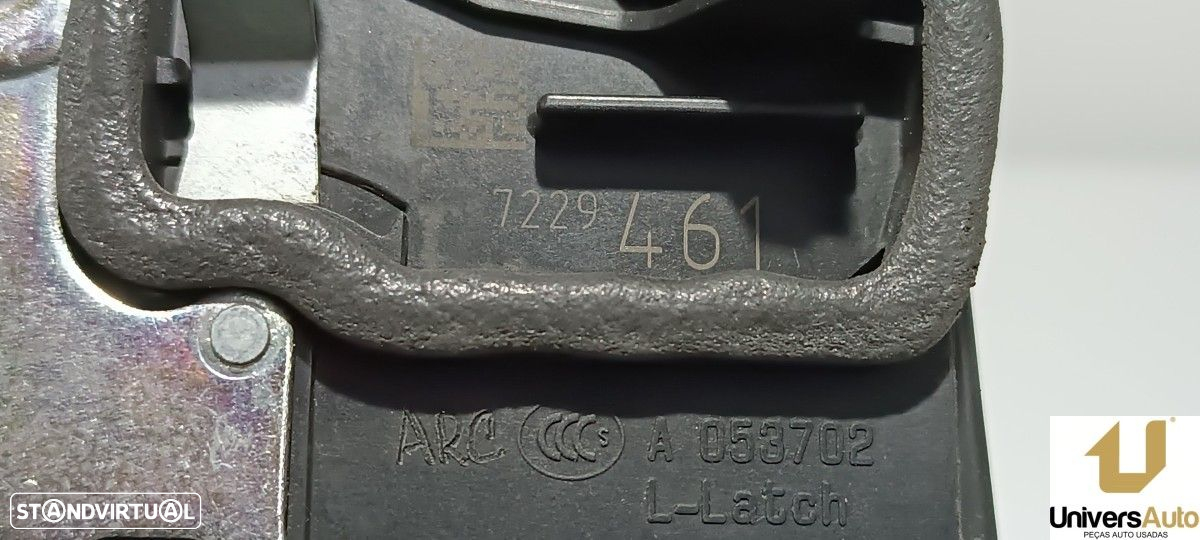 7229 461
ARC CCC S A 053702
L-Latch
STANDVIRTUAL
UniversAuto
PEÇAS AUTO USADAS